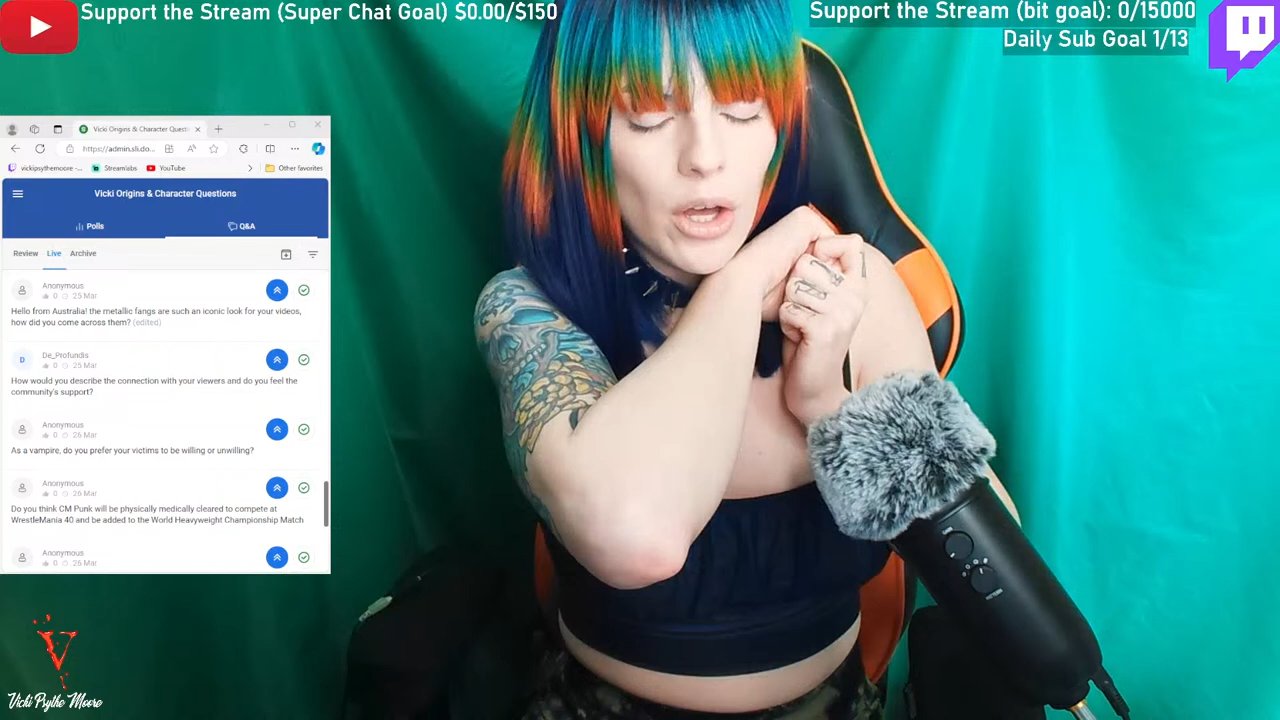 Support the Stream (Super Chat Goal) $0.00/$150
Support the Stream (bit goal): 0/15000
Daily Sub Goal 1/13
Vicki Origins & Character Questi
https://admin.sli.do...
vickipsythemoore -...
Streamlabs
YouTube
Other favorites
Vicki Origins & Character Questions
Polls
Q&A
Review
Live
Archive
Anonymous
0 25 Mar
Hello from Australia! the metallic fangs are such an iconic look for your videos,
how did you come across them? (edited)
D
De_Profundis
0 25 Mar
How would you describe the connection with your viewers and do you feel the
community's support?
Anonymous
0 26 Mar
As a vampire, do you prefer your victims to be willing or unwilling?
Anonymous
0 26 Mar
Do you think CM Punk will be physically medically cleared to compete at
WrestleMania 40 and be added to the World Heavyweight Championship Match
Anonymous
0 26 Mar
V
Vicki Psythe Moore